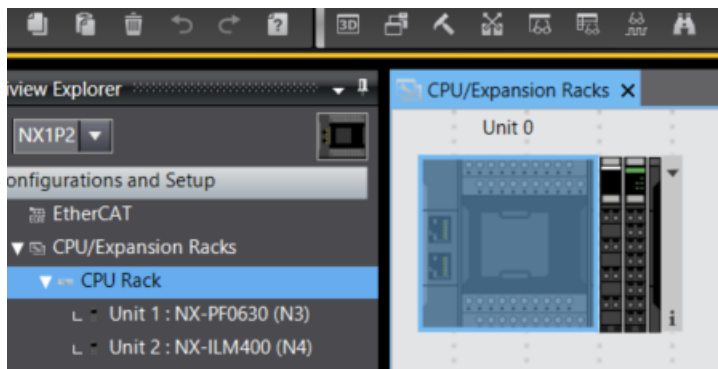 3D
iview Explorer
CPU/Expansion Racks
NX1P2
Unit 0
onfigurations and Setup
EtherCAT
CPU/Expansion Racks
CPU Rack
Unit 1 : NX-PF0630 (N3)
Unit 2 : NX-ILM400 (N4)
i